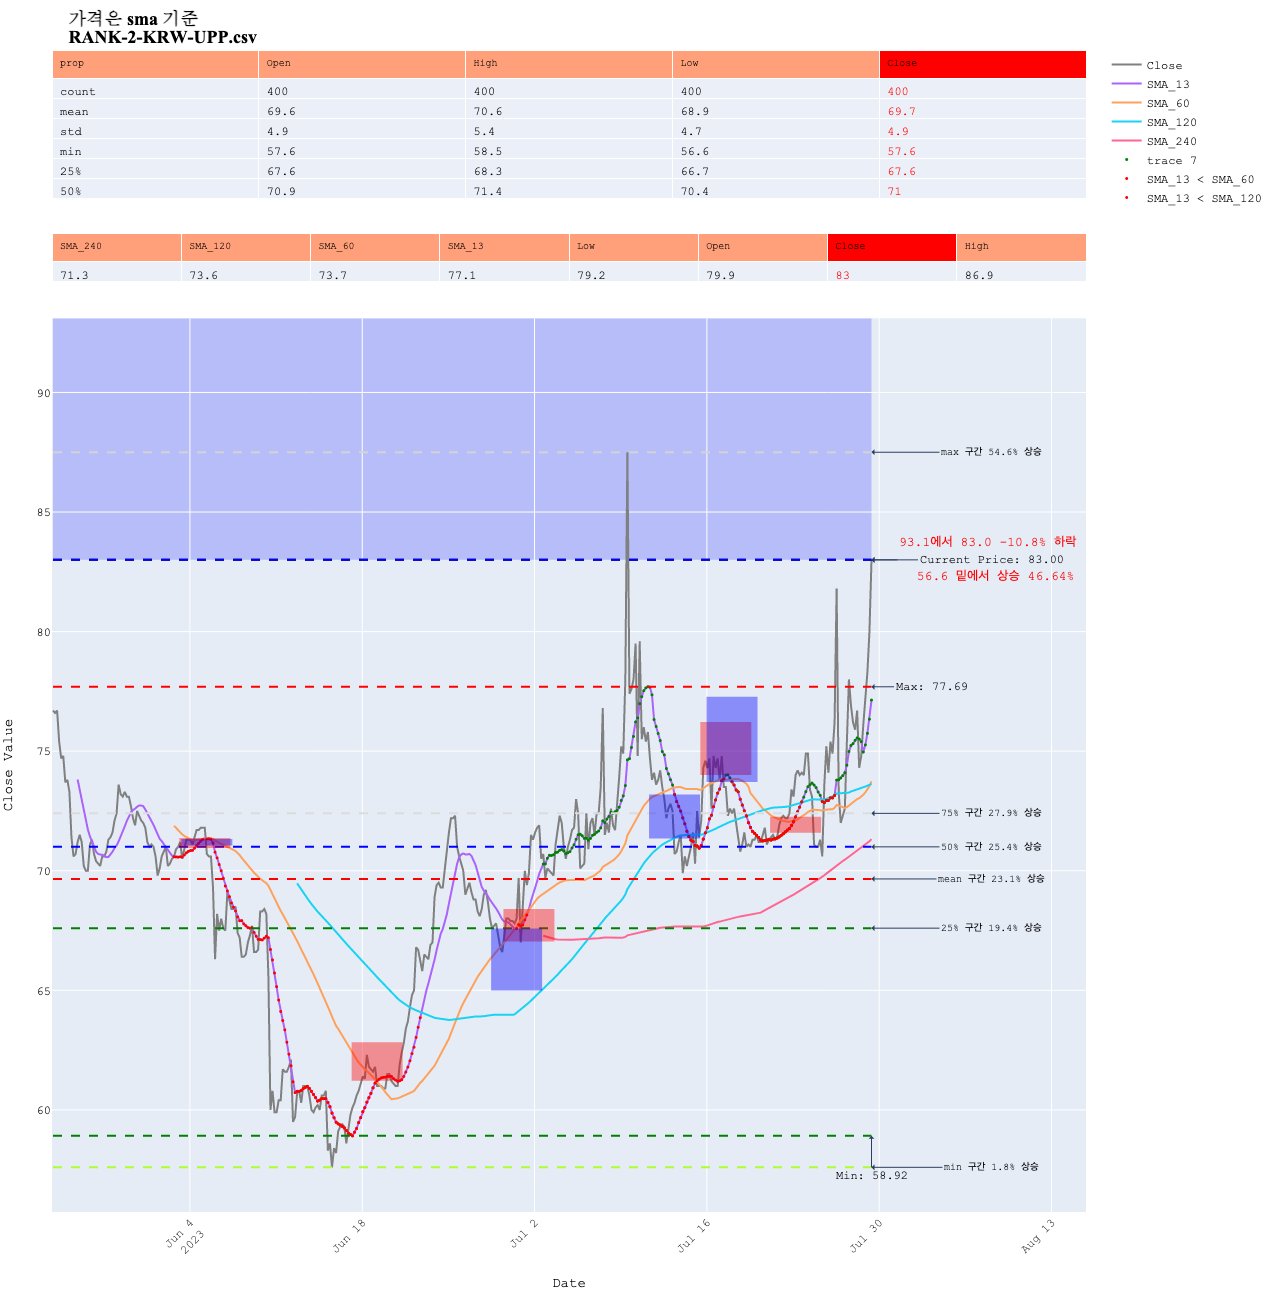 가격은 sma 기준
RANK-2-KRW-UPP.csv
prop Open High Low Close
count 400 400 400 400
mean 69.6 70.6 68.9 69.7
std 4.9 5.4 4.7 4.9
min 57.6 58.5 56.6 57.6
25% 67.6 68.3 66.7 67.6
50% 70.9 71.4 70.4 71
Close
SMA_13
SMA_60
SMA_120
SMA_240
trace 7
SMA_13 < SMA_60
SMA_13 < SMA_120
SMA_240 SMA_120 SMA_60 SMA_13 Low Open Close High
71.3 73.6 73.7 77.1 79.2 79.9 83 86.9
90
85
80
75
70
65
60
Close Value
max 구간 54.6% 상승
93.1에서 83.0 -10.8% 하락
Current Price: 83.00
56.6 밑에서 상승 46.64%
Max: 77.69
75% 구간 27.9% 상승
50% 구간 25.4% 상승
mean 구간 23.1% 상승
25% 구간 19.4% 상승
min 구간 1.8% 상승
Min: 58.92
Jun 4
2023
Jun 18
Jul 2
Jul 16
Jul 30
Aug 13
Date